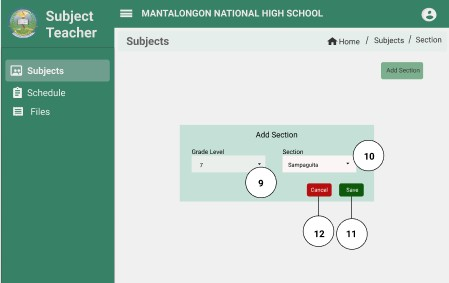 Subject
Teacher
MANTALONGON NATIONAL HIGH SCHOOL
Subjects
Home / Subjects / Section
Add Section
Subjects
Schedule
Files
Add Section
Grade Level
Section
7
Sampaguita
10
9
Cancel
Save
12
11